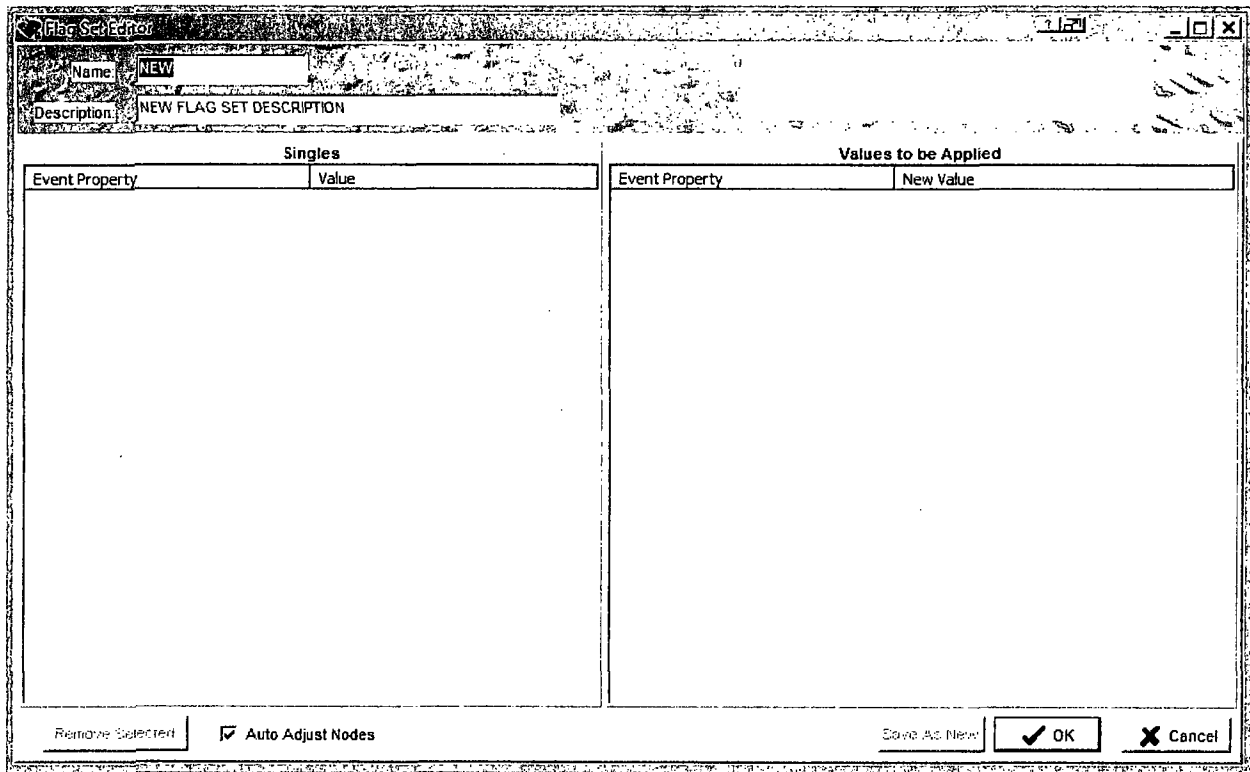 Flag Set Editor
Name:
NEW
Description:
NEW FLAG SET DESCRIPTION
Singles
Values to be Applied
Event Property
Value
Event Property
New Value
Remove Selected
Auto Adjust Nodes
Save As New
OK
Cancel